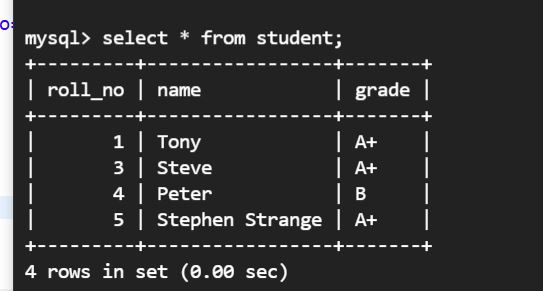 o=
mysql> select * from student;
+---------+-----------------+-------+
| roll_no | name            | grade |
+---------+-----------------+-------+
|       1 | Tony            | A+    |
|       3 | Steve           | A+    |
|       4 | Peter           | B     |
|       5 | Stephen Strange | A+    |
+---------+-----------------+-------+
4 rows in set (0.00 sec)